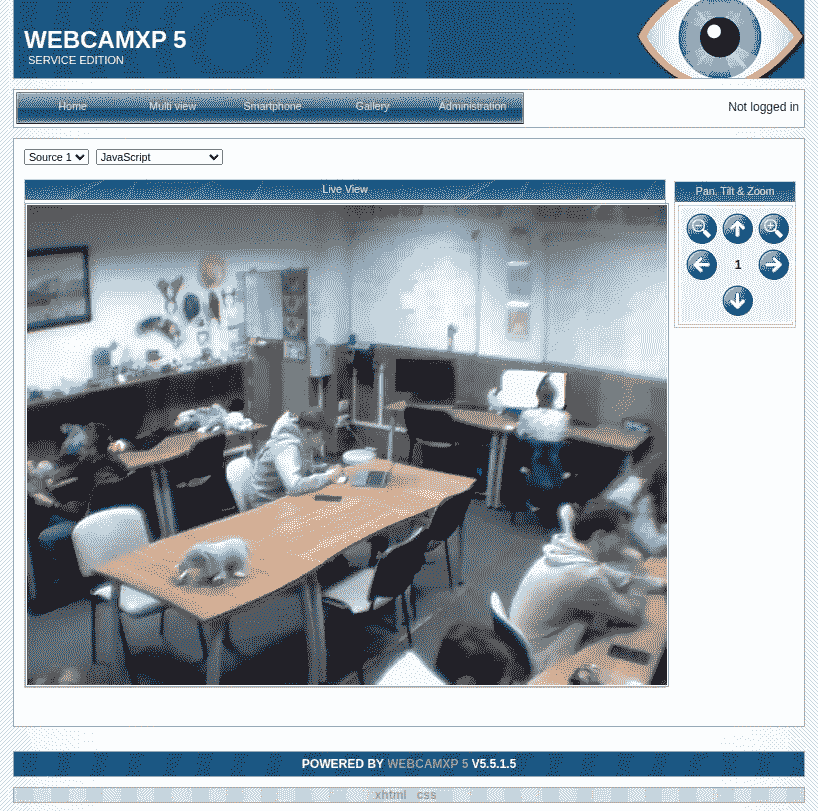 WEBCAMXP 5
SERVICE EDITION
Home Multi view Smartphone Gallery Administration
Not logged in
Source 1 JavaScript
Live View
Pan, Tilt & Zoom
1
POWERED BY WEBCAMXP 5 V5.5.1.5
xhtml css